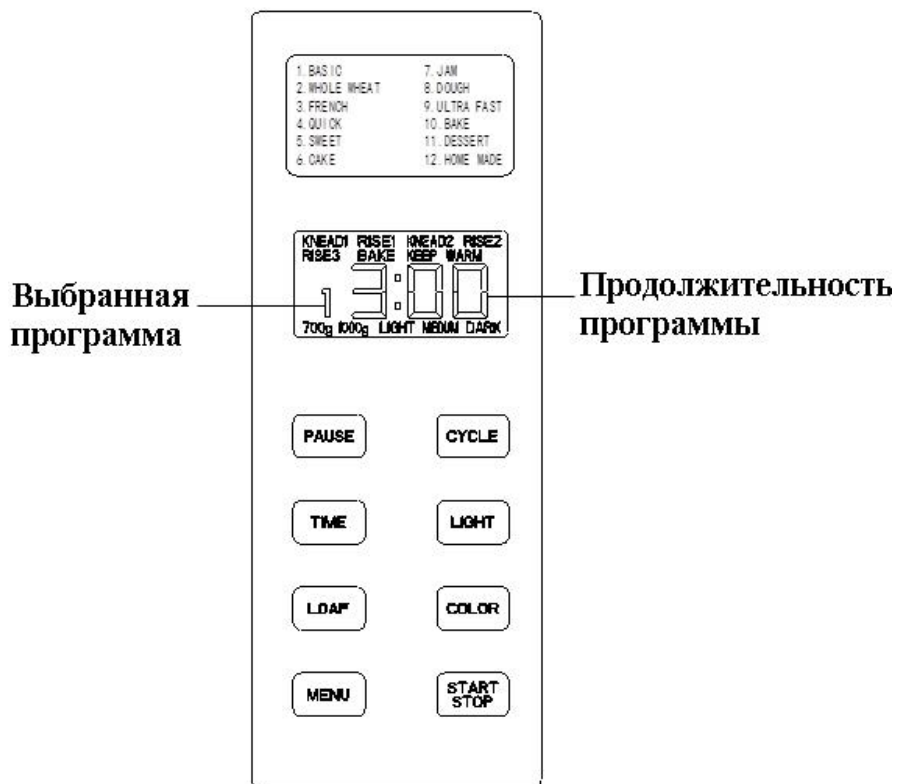 1. BASIC
2. WHOLE WHEAT
3. FRENCH
4. QUICK
5. SWEET
6. CAKE
7. JAM
8. DOUGH
9. ULTRA FAST
10. BAKE
11. DESSERT
12. HOME MADE
KNEAD1 RISE1 KNEAD2 RISE2
RISE3 BAKE KEEP WARM
1 3:00
700g 1000g LIGHT MEDIUM DARK
Выбранная
программа
Продолжительность
программы
PAUSE
CYCLE
TIME
LIGHT
LOAF
COLOR
MENU
START
STOP